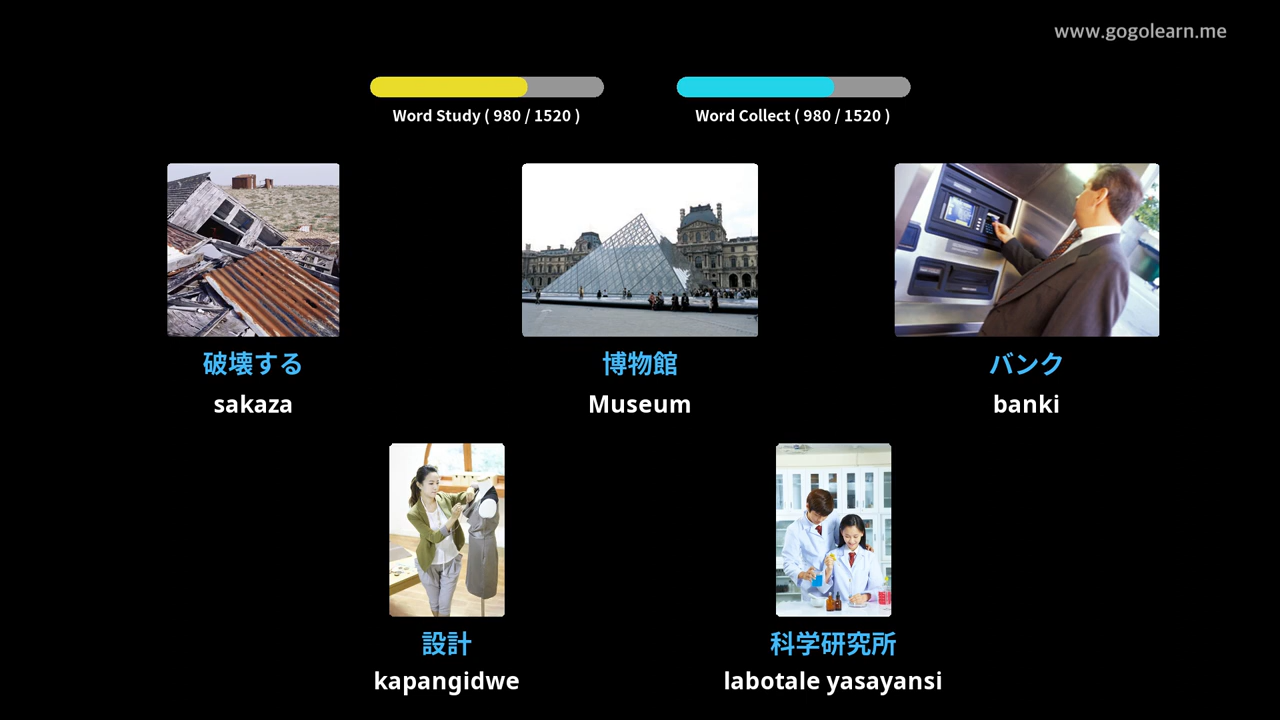 www.gogolearn.me
Word Study ( 980 / 1520 )
Word Collect ( 980 / 1520 )
破壊する
sakaza
博物館
Museum
バンク
banki
設計
kapangidwe
科学研究所
labotale yasayansi